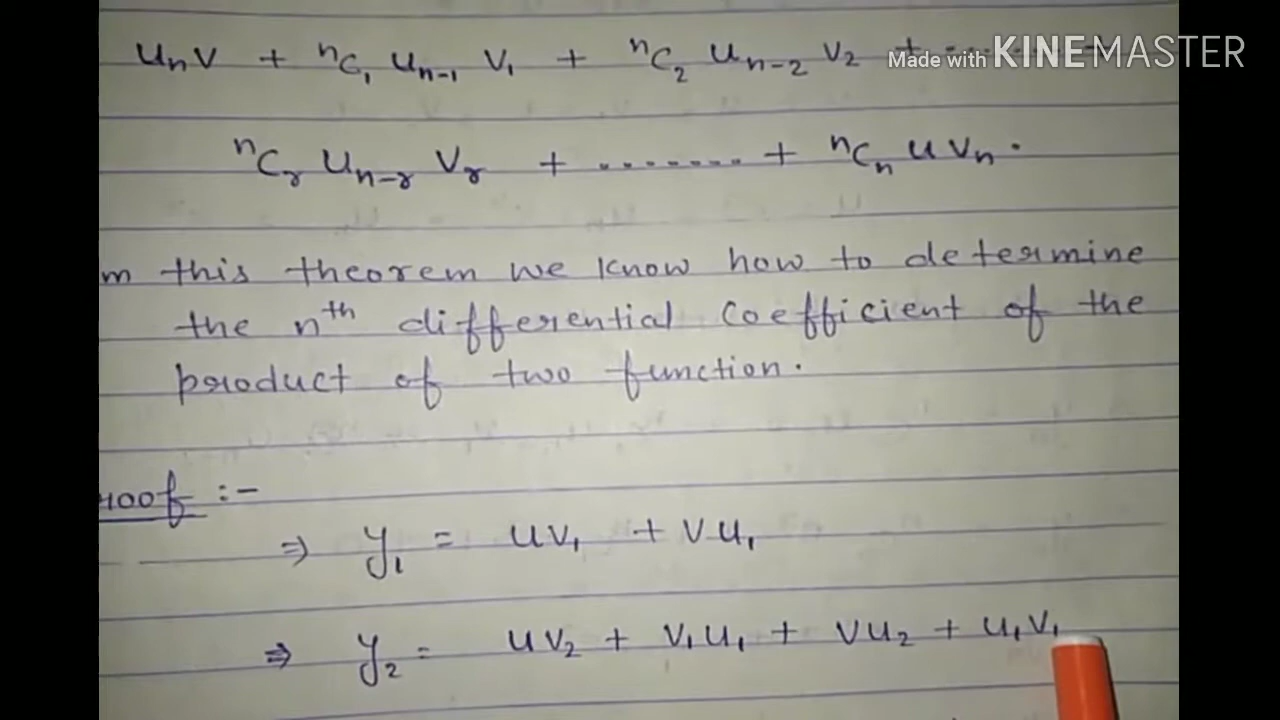 uₙv + ⁿC₁ uₙ₋₁ v₁ + ⁿC₂ uₙ₋₂ v₂ + ........ +
Made with KINEMASTER
ⁿCᵣ uₙ₋ᵣ vᵣ + ....... + ⁿCₙ u vₙ .
m this theorem we know how to determine
the nᵗʰ differential coefficient of the
product of two function.
roof :-
⇒ y₁ = uv₁ + vu₁
⇒ y₂ = uv₂ + v₁u₁ + vu₂ + u₁v₁